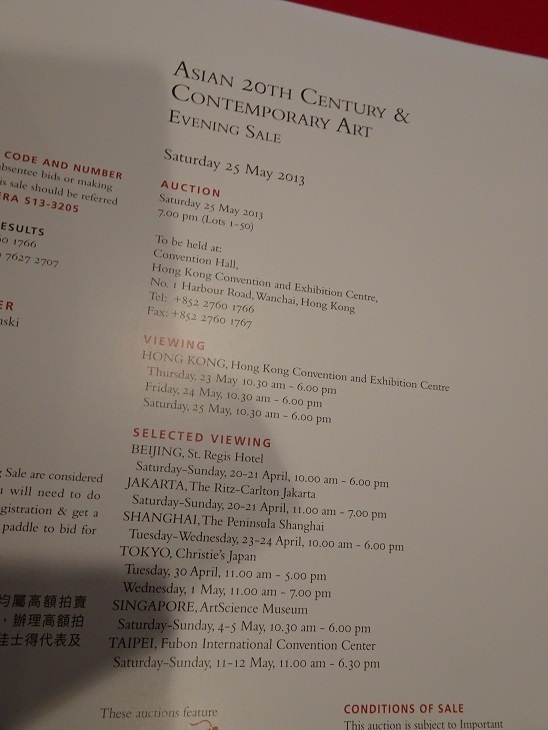 CODE AND NUMBER
absentee bids or making
is sale should be referred
ERA S13-3205
ESULTS
60 1766
7627 2707
ER
nski
Sale are considered
u will need to do
gistration & get a
paddle to bid for
均屬高額拍賣
，辦理高額拍
佳士得代表及
ASIAN 20TH CENTURY &
CONTEMPORARY ART
EVENING SALE
Saturday 25 May 2013
AUCTION
Saturday 25 May 2013
7.00 pm (Lots 1-50)
To be held at:
Convention Hall,
Hong Kong Convention and Exhibition Centre,
No. 1 Harbour Road, Wanchai, Hong Kong
Tel: +852 2760 1766
Fax: +852 2760 1767
VIEWING
HONG KONG, Hong Kong Convention and Exhibition Centre
Thursday, 23 May 10.30 am - 6.00 pm
Friday, 24 May, 10.30 am - 6.00 pm
Saturday, 25 May, 10.30 am - 6.00 pm
SELECTED VIEWING
BEIJING, St. Regis Hotel
Saturday-Sunday, 20-21 April, 10.00 am - 6.00 pm
JAKARTA, The Ritz-Carlton Jakarta
Saturday-Sunday, 20-21 April, 11.00 am - 7.00 pm
SHANGHAI, The Peninsula Shanghai
Tuesday-Wednesday, 23-24 April, 10.00 am - 6.00 pm
TOKYO, Christie's Japan
Tuesday, 30 April, 11.00 am - 5.00 pm
Wednesday, 1 May, 11.00 am - 7.00 pm
SINGAPORE, ArtScience Museum
Saturday-Sunday, 4-5 May, 10.30 am - 6.00 pm
TAIPEI, Fubon International Convention Center
Saturday-Sunday, 11-12 May, 11.00 am - 6.30 pm
These auctions feature
CONDITIONS OF SALE
This auction is subject to Important